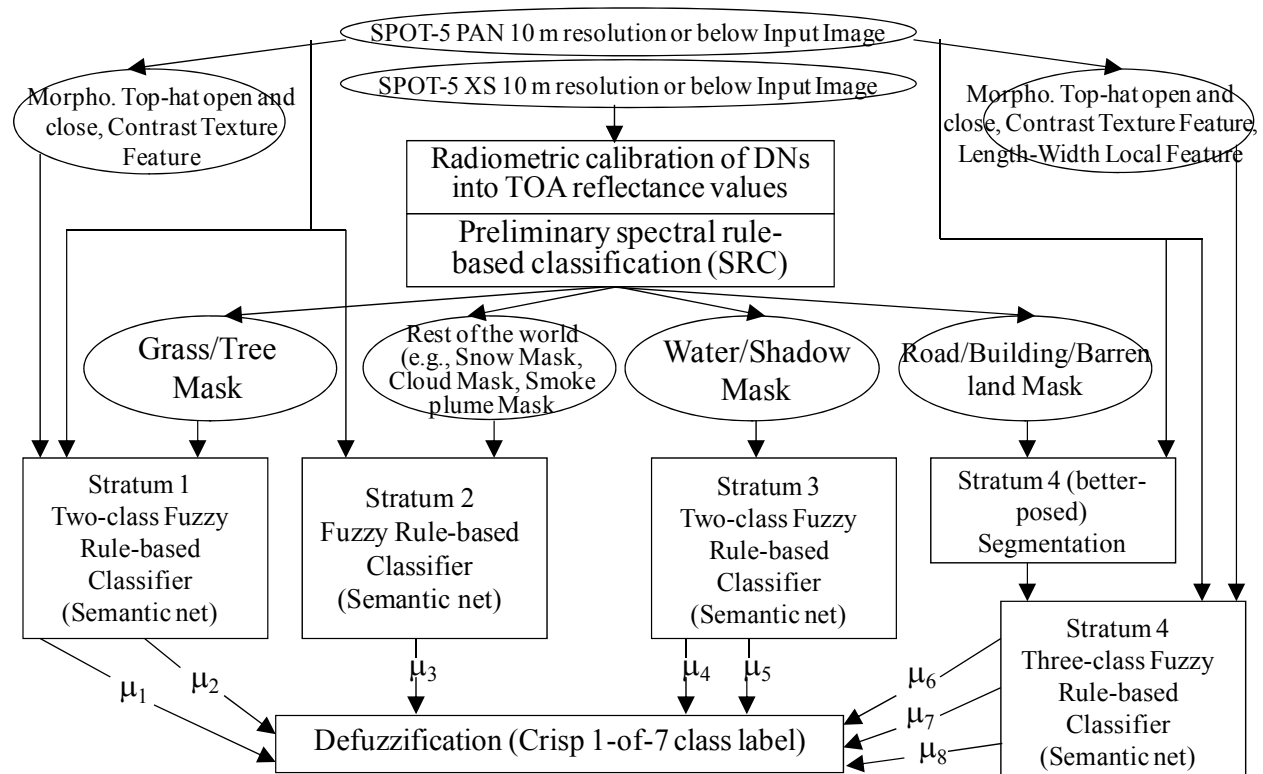 SPOT-5 PAN 10 m resolution or below Input Image
SPOT-5 XS 10 m resolution or below Input Image
Morpho. Top-hat open and
close, Contrast Texture
Feature
Morpho. Top-hat open and
close, Contrast Texture Feature,
Length-Width Local Feature
Radiometric calibration of DNs
into TOA reflectance values
Preliminary spectral rule-
based classification (SRC)
Grass/Tree
Mask
Rest of the world
(e.g., Snow Mask,
Cloud Mask, Smoke
plume Mask
Water/Shadow
Mask
Road/Building/Barren
land Mask
Stratum 1
Two-class Fuzzy
Rule-based
Classifier
(Semantic net)
Stratum 2
Fuzzy Rule-based
Classifier
(Semantic net)
Stratum 3
Two-class Fuzzy
Rule-based
Classifier
(Semantic net)
Stratum 4 (better-
posed)
Segmentation
Stratum 4
Three-class Fuzzy
Rule-based
Classifier
(Semantic net)
μ1
μ2
μ3
μ4
μ5
μ6
μ7
μ8
Defuzzification (Crisp 1-of-7 class label)